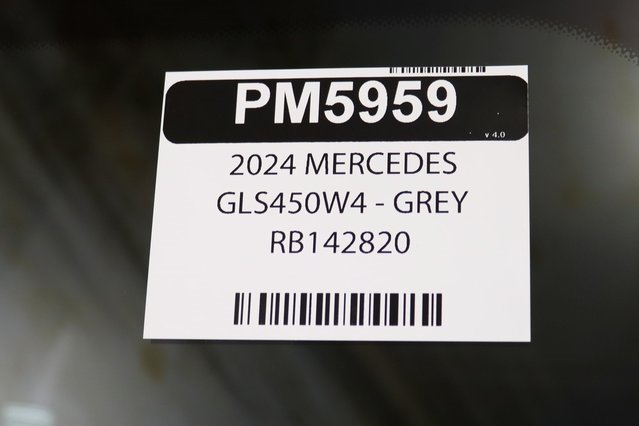 PM5959
v 4.0
2024 MERCEDES
GLS450W4 - GREY
RB142820